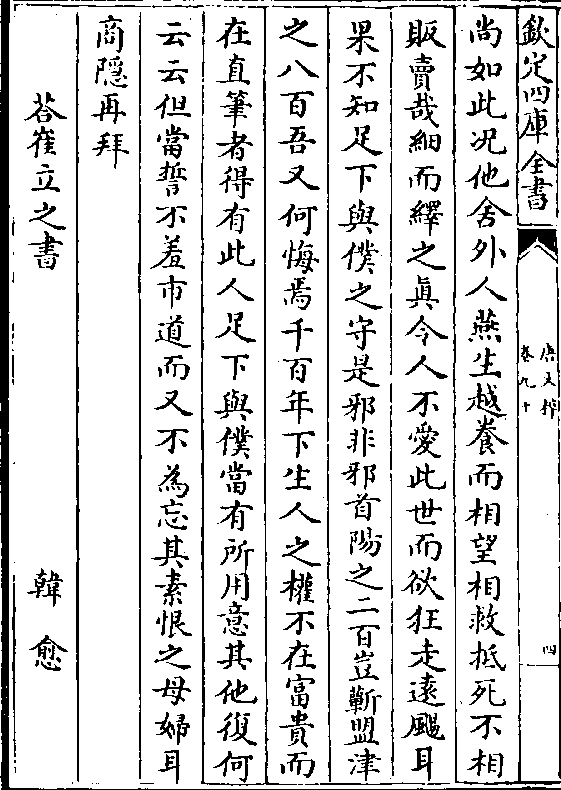 欽定四庫全書
唐文粹
卷九十
四
尚如此况他舍外人燕生越養而相望相救抵死不相
販賣哉細而繹之真令人不愛此世而欲狂走遠颺耳
果不知足下與僕之守是邪非邪首陽之二百豈蘄盟津
之八百吾又何悔焉千百年下生人之權不在富貴而
在直筆者得有此人足下與僕當有所用意其他復何
云云但當誓不羞市道而又不為忘其素恨之母婦耳
商隱再拜
荅崔立之書
韓愈